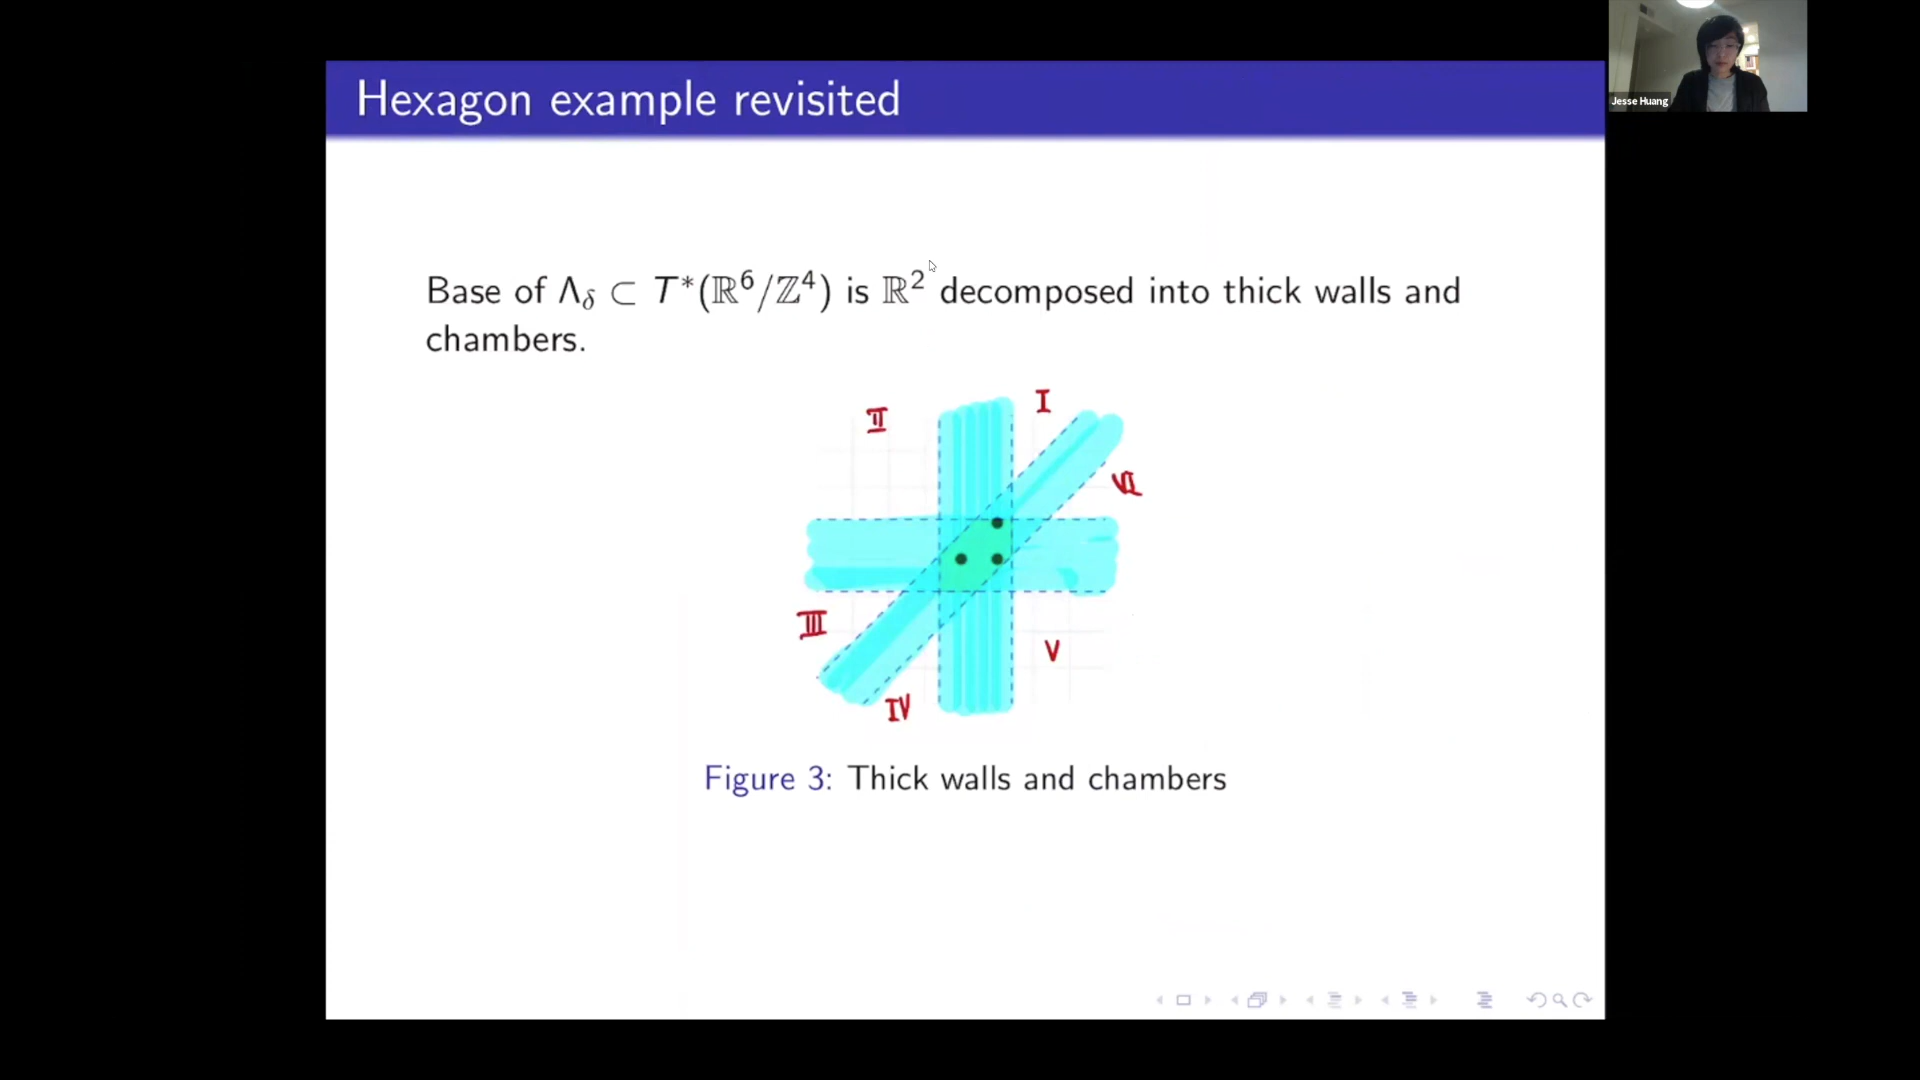 Hexagon example revisited
Jesse Huang
Base of Λδ ⊂ T*(ℝ⁶/ℤ⁴) is ℝ² decomposed into thick walls and
chambers.
I
II
VI
III
V
IV
Figure 3: Thick walls and chambers